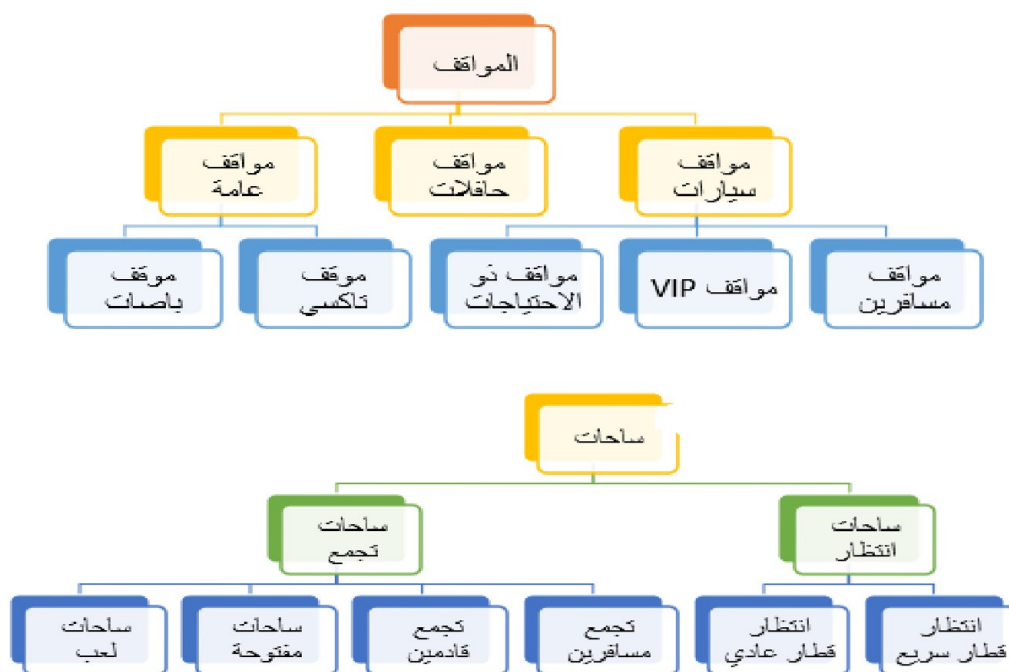 المواقف
مواقف
سيارات
مواقف
حافلات
مواقف
عامة
مواقف
مسافرين
مواقف VIP
مواقف ذو
الاحتياجات
موقف
تاكسي
موقف
باصات
ساحات
ساحات
انتظار
ساحات
تجمع
انتظار
قطار سريع
انتظار
قطار عادي
تجمع
مسافرين
تجمع
قادمين
ساحات
مفتوحة
ساحات
لعب